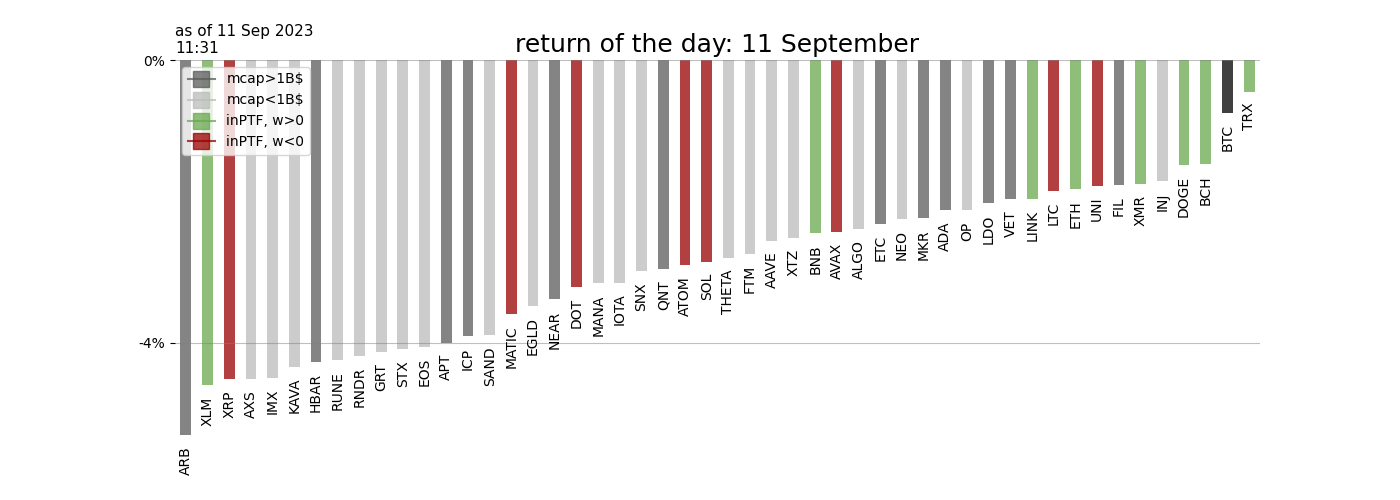 as of 11 Sep 2023
11:31
return of the day: 11 September
0%
-4%
mcap>1B$
mcap<1B$
inPTF, w>0
inPTF, w<0
ARB
XLM
XRP
AXS
IMX
KAVA
HBAR
RUNE
RNDR
GRT
STX
EOS
APT
ICP
SAND
MATIC
EGLD
NEAR
DOT
MANA
IOTA
SNX
QNT
ATOM
SOL
THETA
FTM
AAVE
XTZ
BNB
AVAX
ALGO
ETC
NEO
MKR
ADA
OP
LDO
VET
LINK
LTC
ETH
UNI
FIL
XMR
INJ
DOGE
BCH
BTC
TRX